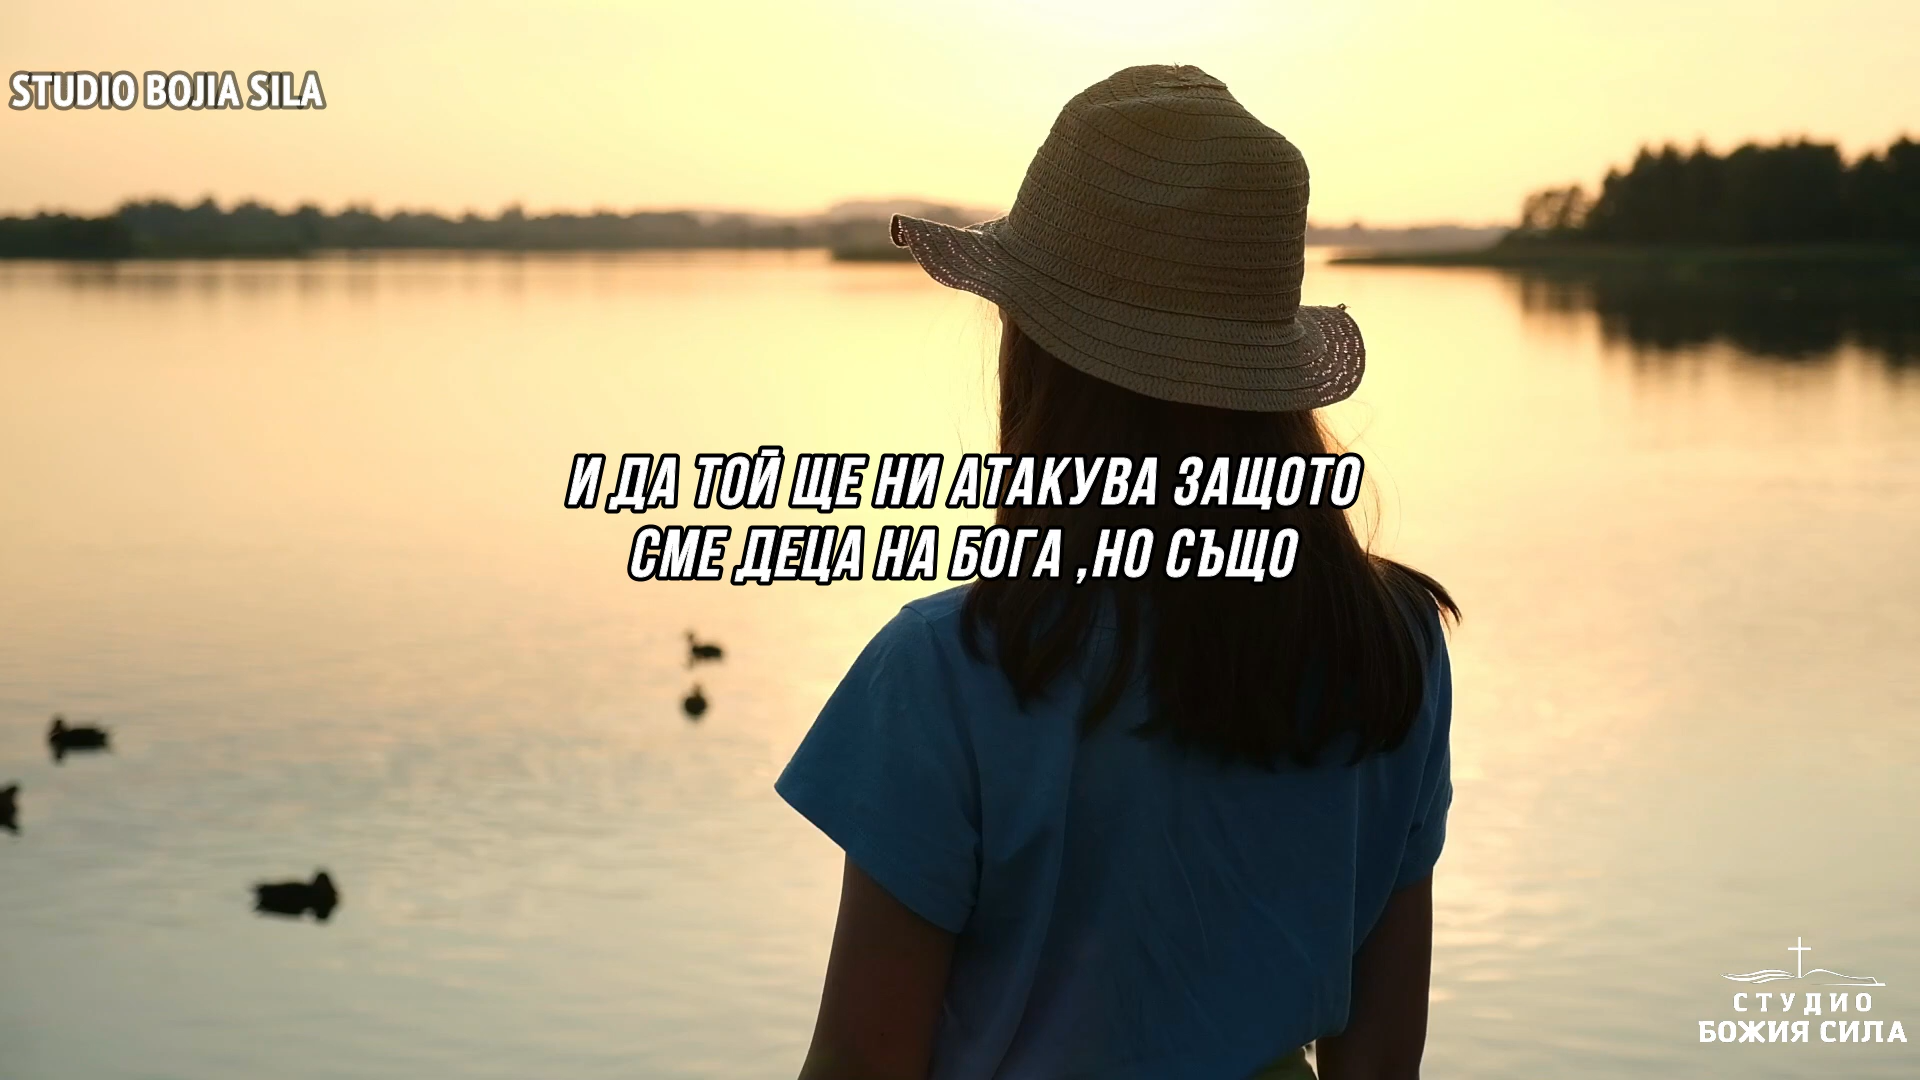 STUDIO BOJIA SILA
И ДА ТОЙ ЩЕ НИ АТАКУВА ЗАЩОТО
СМЕ ДЕЦА НА БОГА ,НО СЪЩО
СТУДИО
БОЖИЯ СИЛА